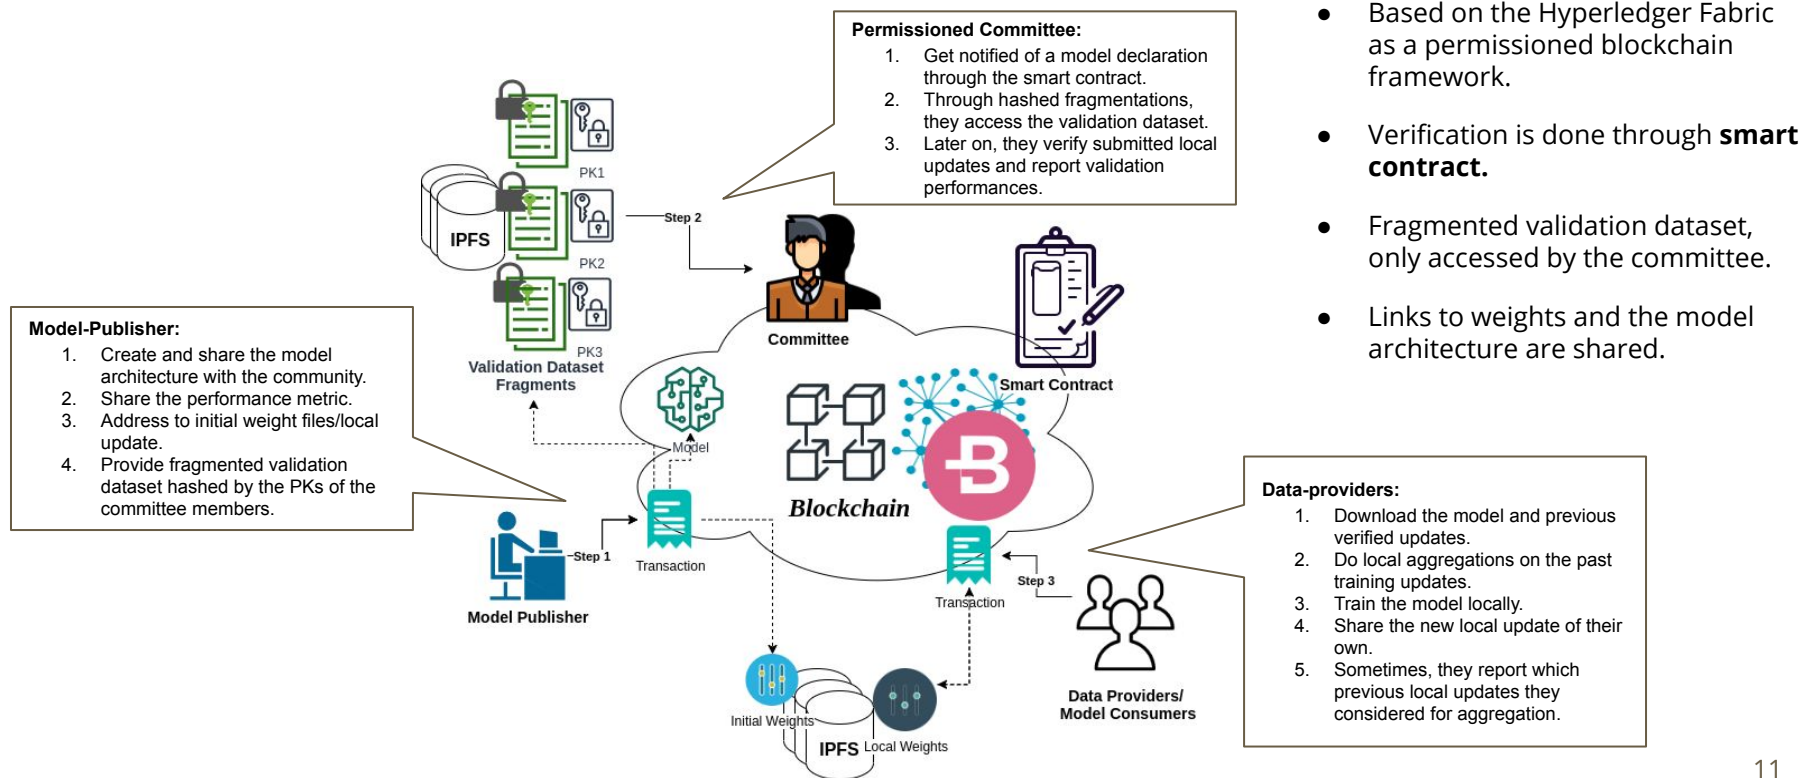 Permissioned Committee:
1. Get notified of a model declaration
through the smart contract.
2. Through hashed fragmentations,
they access the validation dataset.
3. Later on, they verify submitted local
updates and report validation
performances.
● Based on the Hyperledger Fabric
as a permissioned blockchain
framework.
● Verification is done through smart
contract.
● Fragmented validation dataset,
only accessed by the committee.
● Links to weights and the model
architecture are shared.
PK1
IPFS
PK2
PK3
Validation Dataset
Fragments
Step 2
Committee
Smart Contract
Model-Publisher:
1. Create and share the model
architecture with the community.
2. Share the performance metric.
3. Address to initial weight files/local
update.
4. Provide fragmented validation
dataset hashed by the PKs of the
committee members.
Model
Blockchain
B
Step 1
Transaction
Model Publisher
Step 3
Transaction
Data Providers/
Model Consumers
Initial Weights
IPFS
Local Weights
Data-providers:
1. Download the model and previous
verified updates.
2. Do local aggregations on the past
training updates.
3. Train the model locally.
4. Share the new local update of their
own.
5. Sometimes, they report which
previous local updates they
considered for aggregation.
11